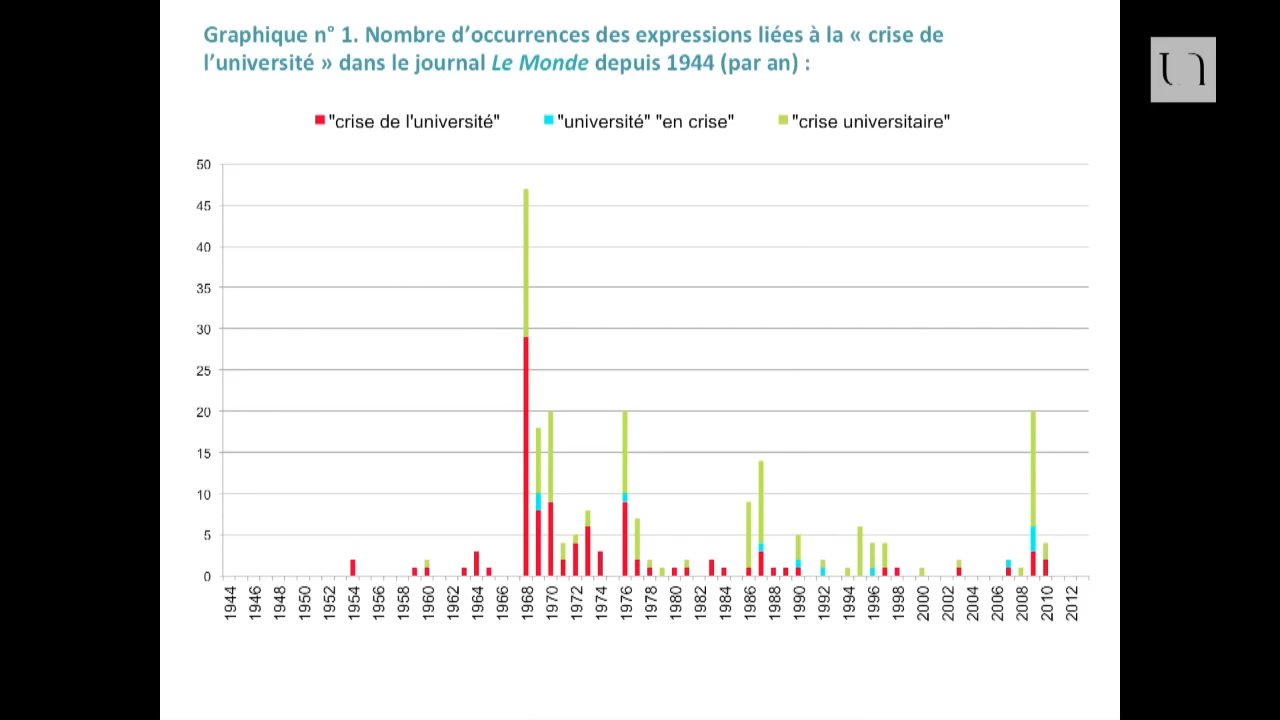 Graphique n° 1. Nombre d’occurrences des expressions liées à la « crise de
l’université » dans le journal Le Monde depuis 1944 (par an) :
"crise de l'université" "université" "en crise" "crise universitaire"
50
45
40
35
30
25
20
15
10
5
0
1944 1946 1948 1950 1952 1954 1956 1958 1960 1962 1964 1966 1968 1970 1972 1974 1976 1978 1980 1982 1984 1986 1988 1990 1992 1994 1996 1998 2000 2002 2004 2006 2008 2010 2012